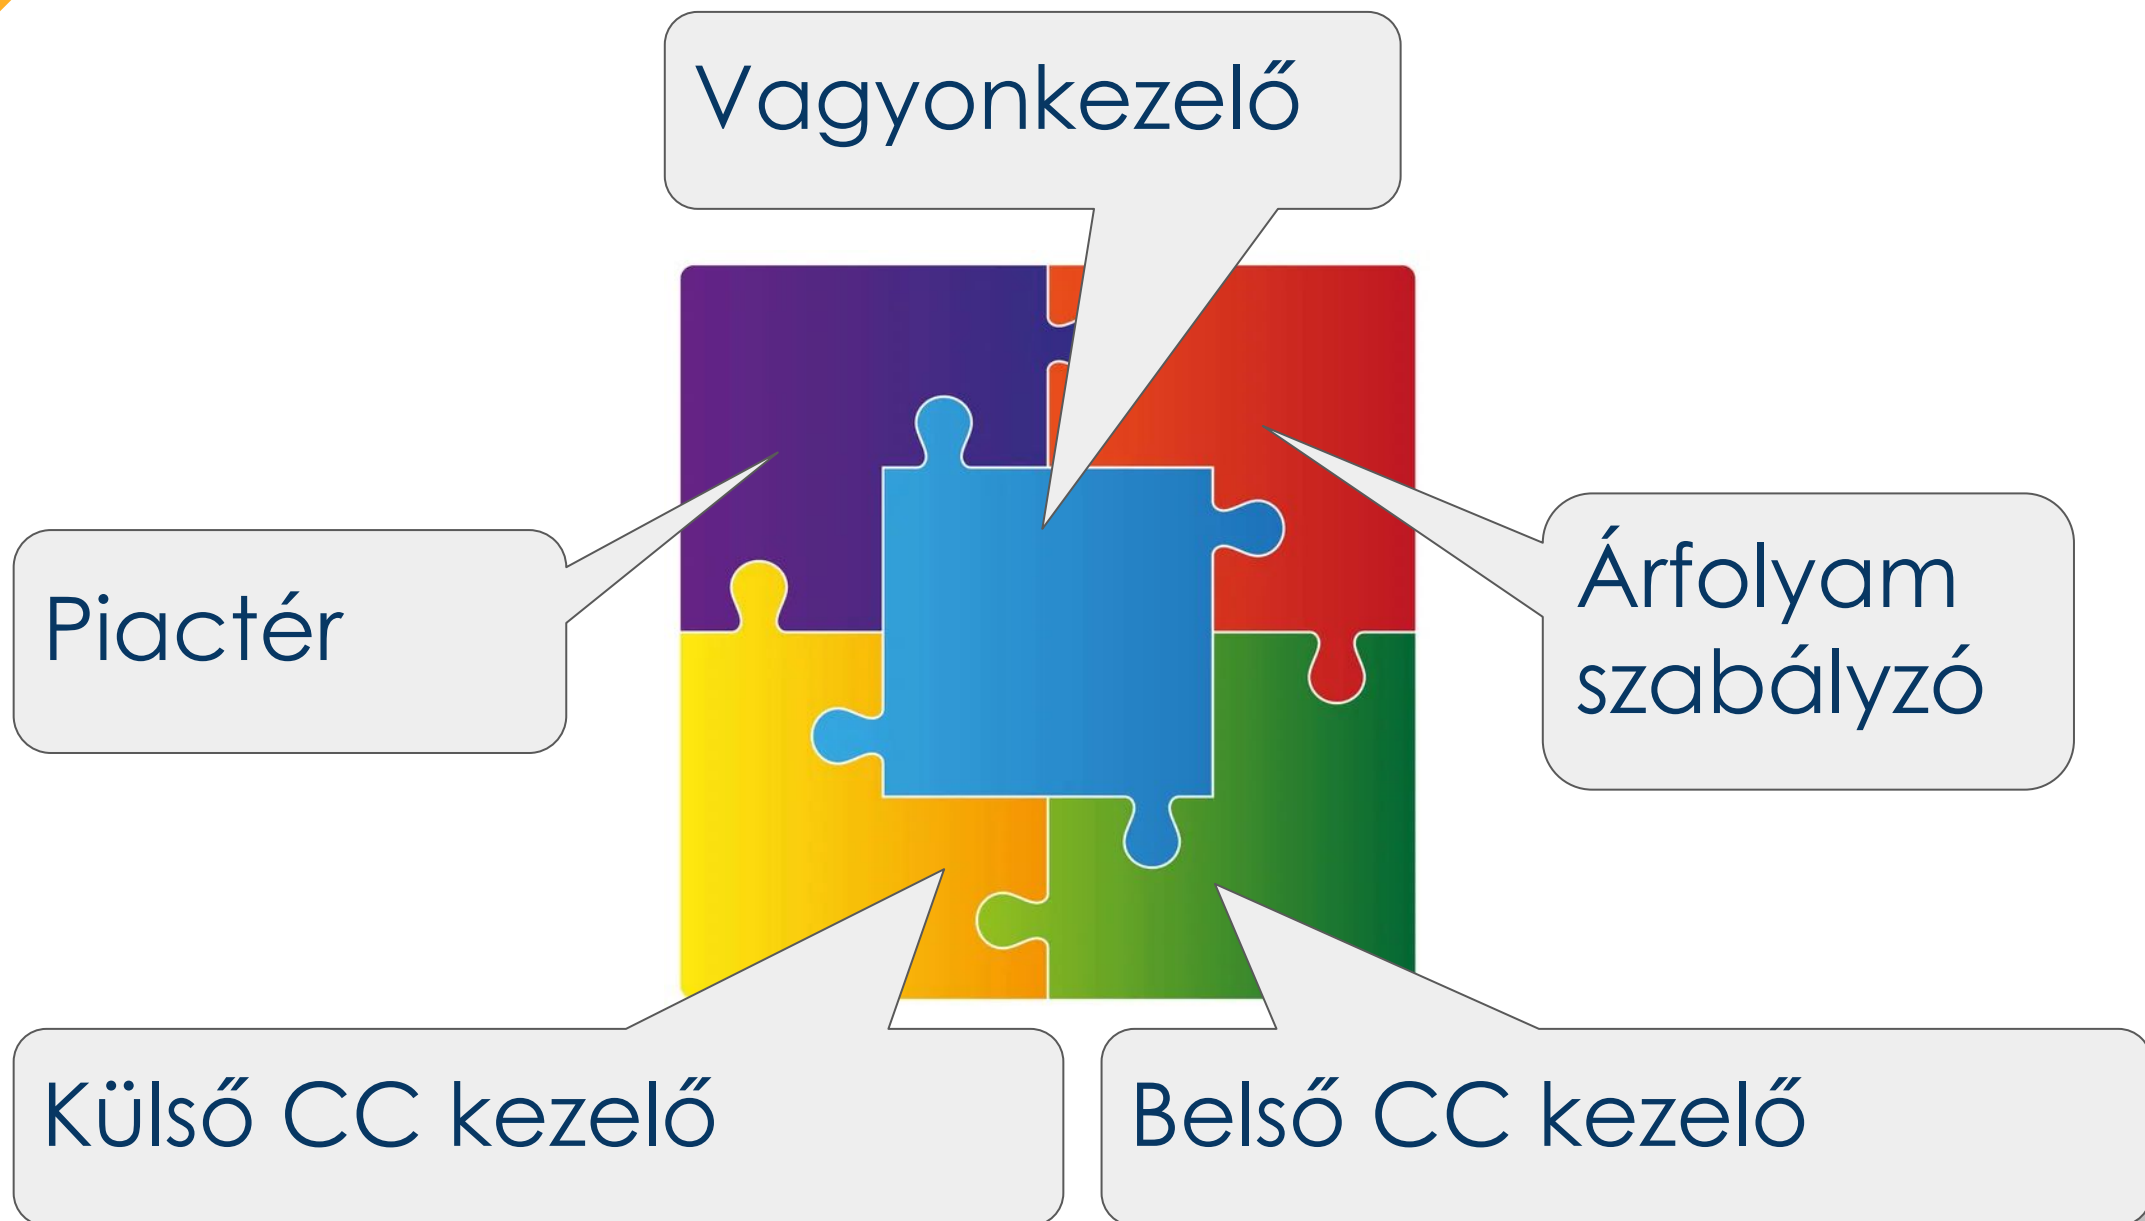 Vagyonkezelő
Piactér
Árfolyam
szabályzó
Külső CC kezelő
Belső CC kezelő